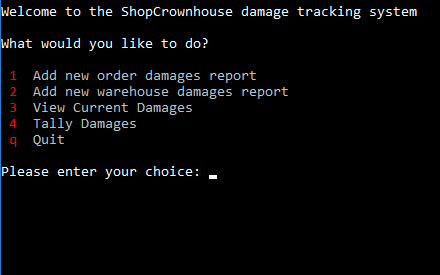 Welcome to the ShopCrownhouse damage tracking system
What would you like to do?
1 Add new order damages report
2 Add new warehouse damages report
3 View Current Damages
4 Tally Damages
q Quit
Please enter your choice: